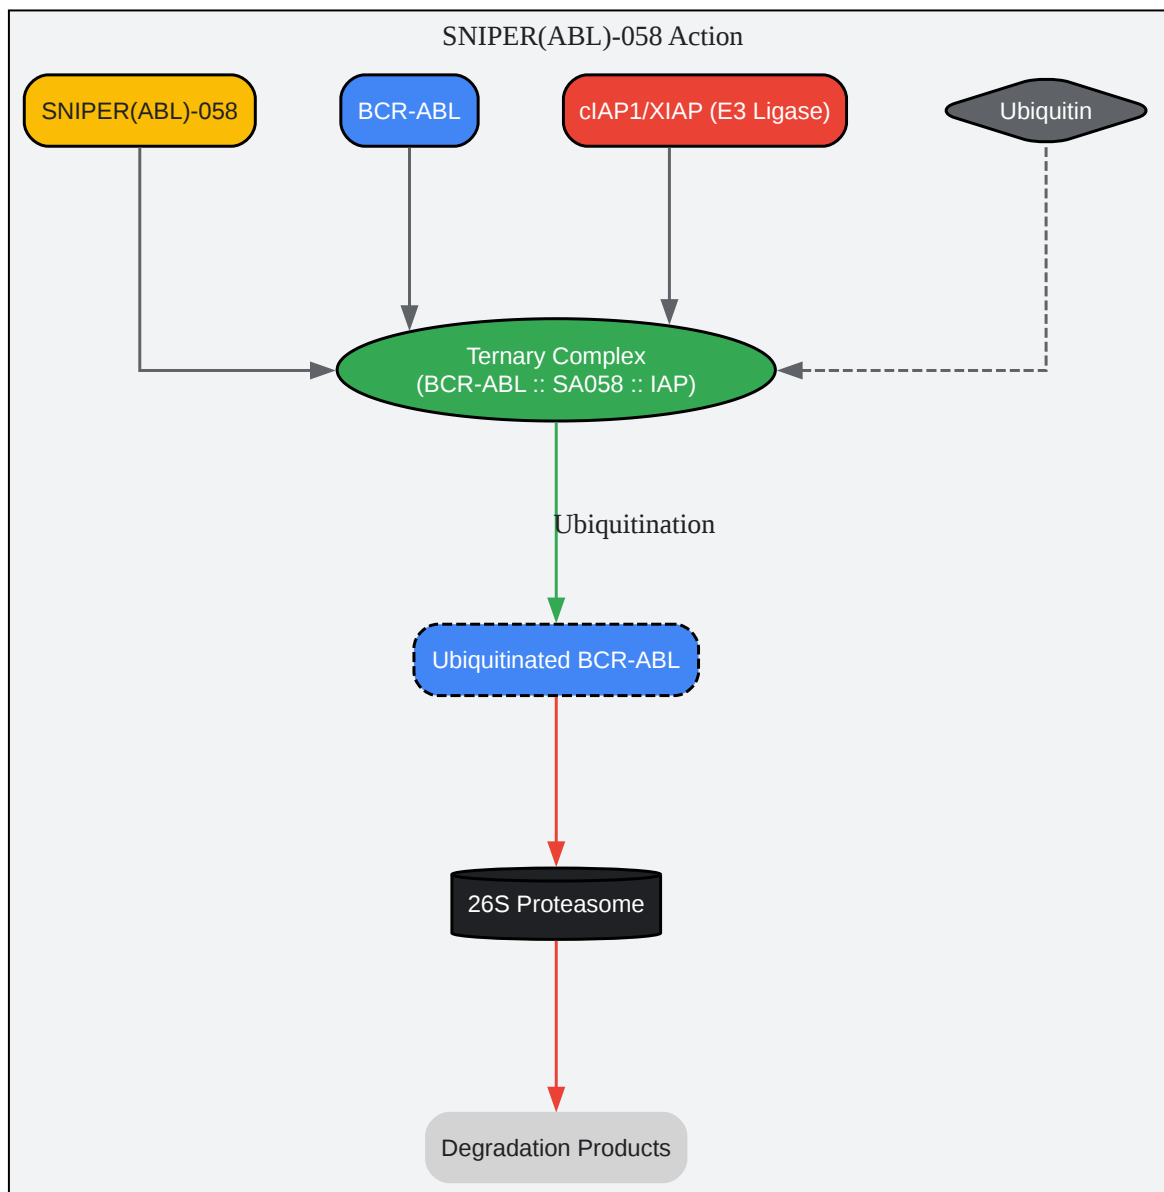 SNIPER(ABL)-058 Action
SNIPER(ABL)-058
BCR-ABL
cIAP1/XIAP (E3 Ligase)
Ubiquitin
Ternary Complex
(BCR-ABL :: SA058 :: IAP)
Ubiquitination
Ubiquitinated BCR-ABL
26S Proteasome
Degradation Products